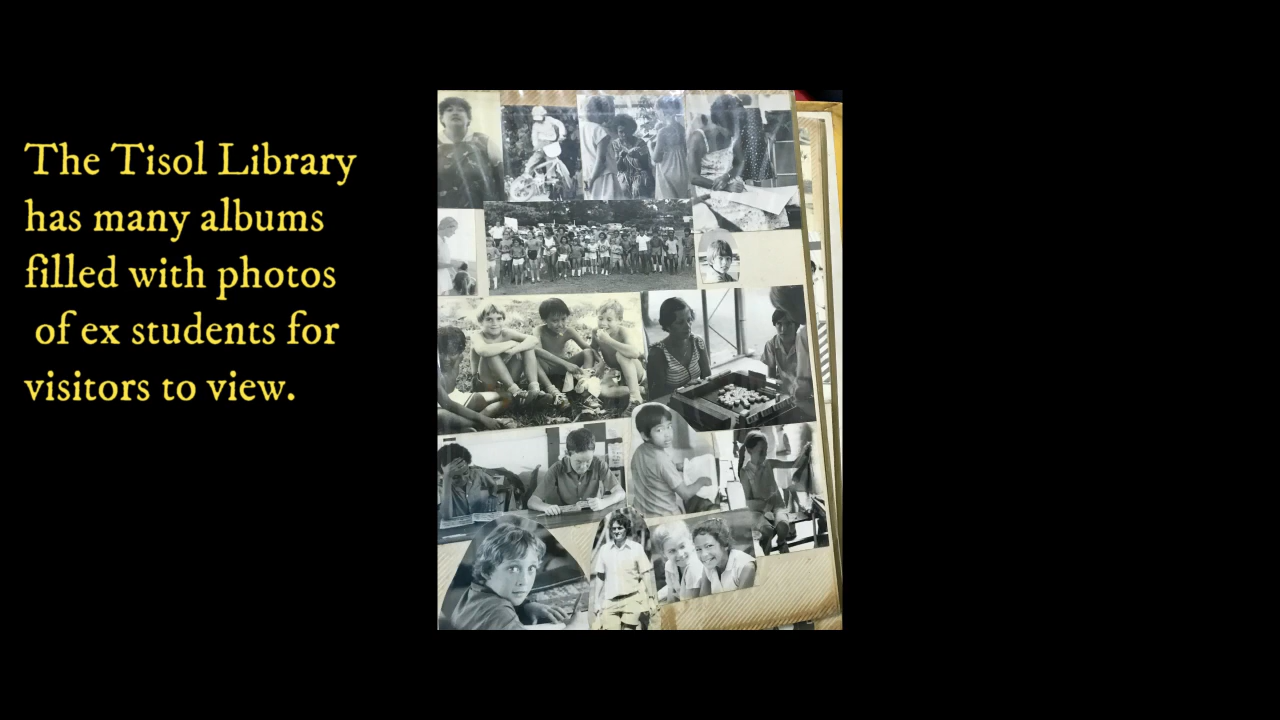 The Tisol Library
has many albums
filled with photos
of ex students for
visitors to view.